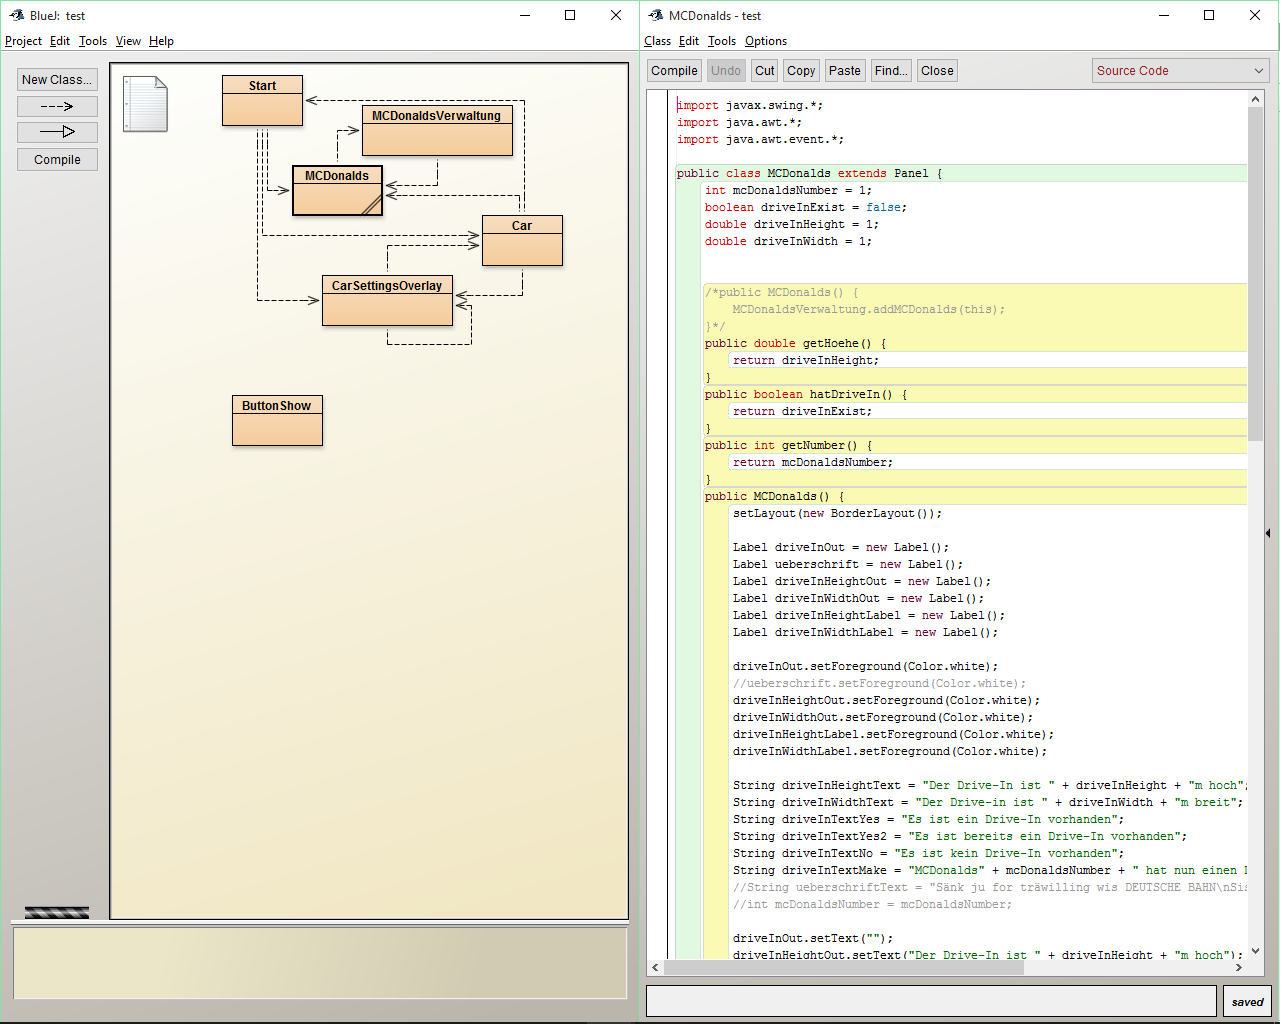 BlueJ:  test
Project Edit Tools View Help
New Class...
Compile
Start
MCDonaldsVerwaltung
MCDonalds
Car
CarSettingsOverlay
ButtonShow
MCDonalds - test
Class Edit Tools Options
Compile Undo Cut Copy Paste Find... Close Source Code
import javax.swing.*;
import java.awt.*;
import java.awt.event.*;
public class MCDonalds extends Panel {
int mcDonaldsNumber = 1;
boolean driveInExist = false;
double driveInHeight = 1;
double driveInWidth = 1;
/*public MCDonalds() {
MCDonaldsVerwaltung.addMCDonalds(this);
}*/
public double getHoehe() {
return driveInHeight;
}
public boolean hatDriveIn() {
return driveInExist;
}
public int getNumber() {
return mcDonaldsNumber;
}
public MCDonalds() {
setLayout(new BorderLayout());
Label driveInOut = new Label();
Label ueberschrift = new Label();
Label driveInHeightOut = new Label();
Label driveInWidthOut = new Label();
Label driveInHeightLabel = new Label();
Label driveInWidthLabel = new Label();
driveInOut.setForeground(Color.white);
//ueberschrift.setForeground(Color.white);
driveInHeightOut.setForeground(Color.white);
driveInWidthOut.setForeground(Color.white);
driveInHeightLabel.setForeground(Color.white);
driveInWidthLabel.setForeground(Color.white);
String driveInHeightText = "Der Drive-In ist " + driveInHeight + "m hoch";
String driveInWidthText = "Der Drive-in ist " + driveInWidth + "m breit";
String driveInTextYes = "Es ist ein Drive-In vorhanden";
String driveInTextYes2 = "Es ist bereits ein Drive-In vorhanden";
String driveInTextNo = "Es ist kein Drive-In vorhanden";
String driveInTextMake = "MCDonalds" + mcDonaldsNumber + " hat nun einen
//String ueberschriftText = "Sänk ju for träwilling wis DEUTSCHE BAHN\nSis
//int mcDonaldsNumber = mcDonaldsNumber;
driveInOut.setText("");
driveInHeightOut.setText("Der Drive-In ist " + driveInHeight + "m hoch");
saved